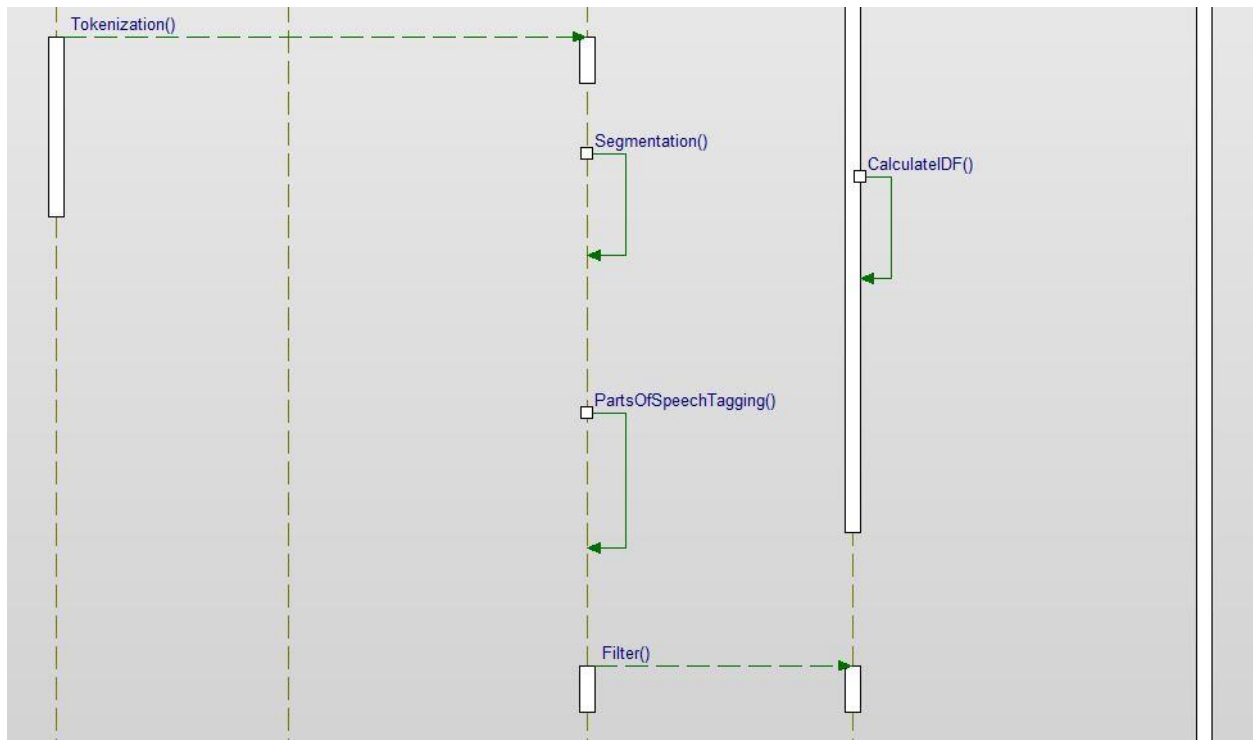 Tokenization()
Segmentation()
CalculateIDF()
PartsOfSpeechTagging()
Filter()